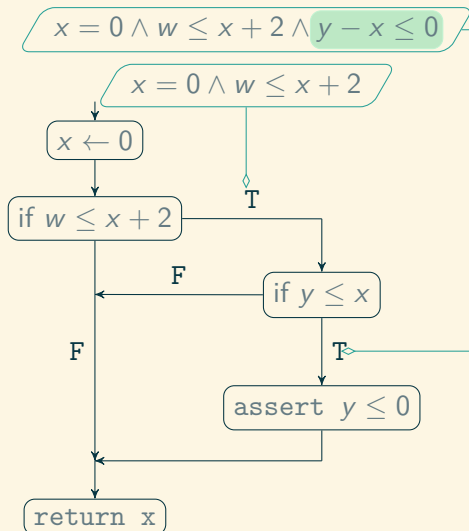 x = 0 ∧ w ≤ x + 2 ∧ y − x ≤ 0
x = 0 ∧ w ≤ x + 2
x ← 0
T
if w ≤ x + 2
F
if y ≤ x
F
T
assert y ≤ 0
return x